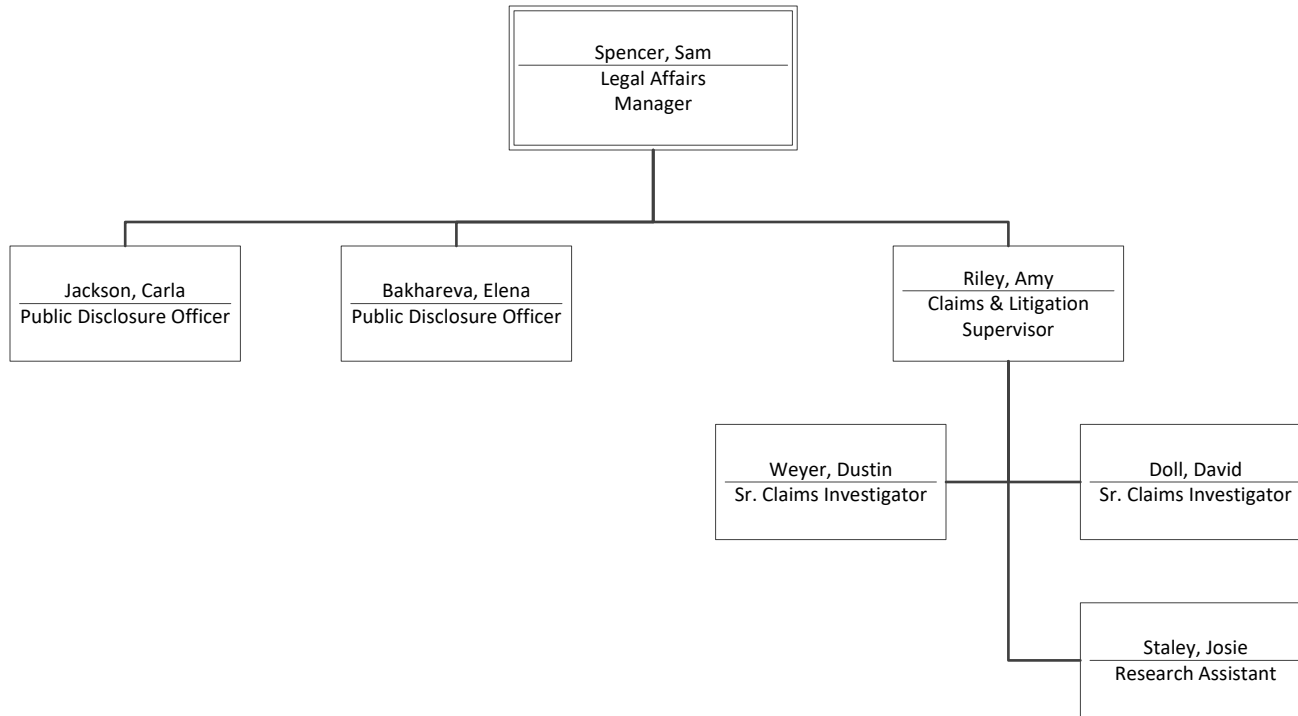 Spencer, Sam
Legal Affairs
Manager
Jackson, Carla
Public Disclosure Officer
Bakhareva, Elena
Public Disclosure Officer
Riley, Amy
Claims & Litigation
Supervisor
Weyer, Dustin
Sr. Claims Investigator
Doll, David
Sr. Claims Investigator
Staley, Josie
Research Assistant